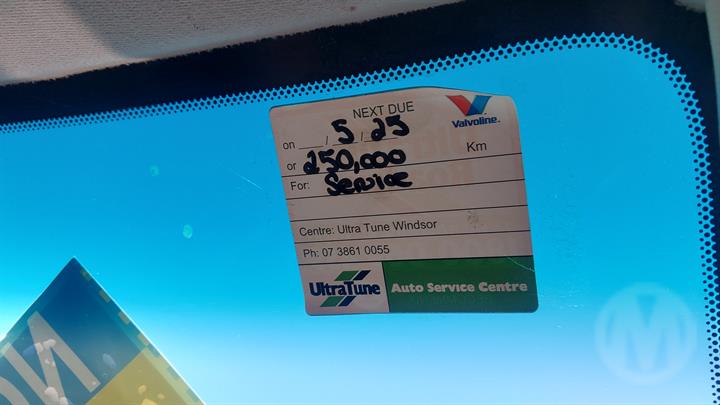 NEXT DUE
Valvoline.
on __/ 5 / 25
or 250,000 Km
For: Service
Centre: Ultra Tune Windsor
Ph: 07 3861 0055
UltraTune Auto Service Centre
M